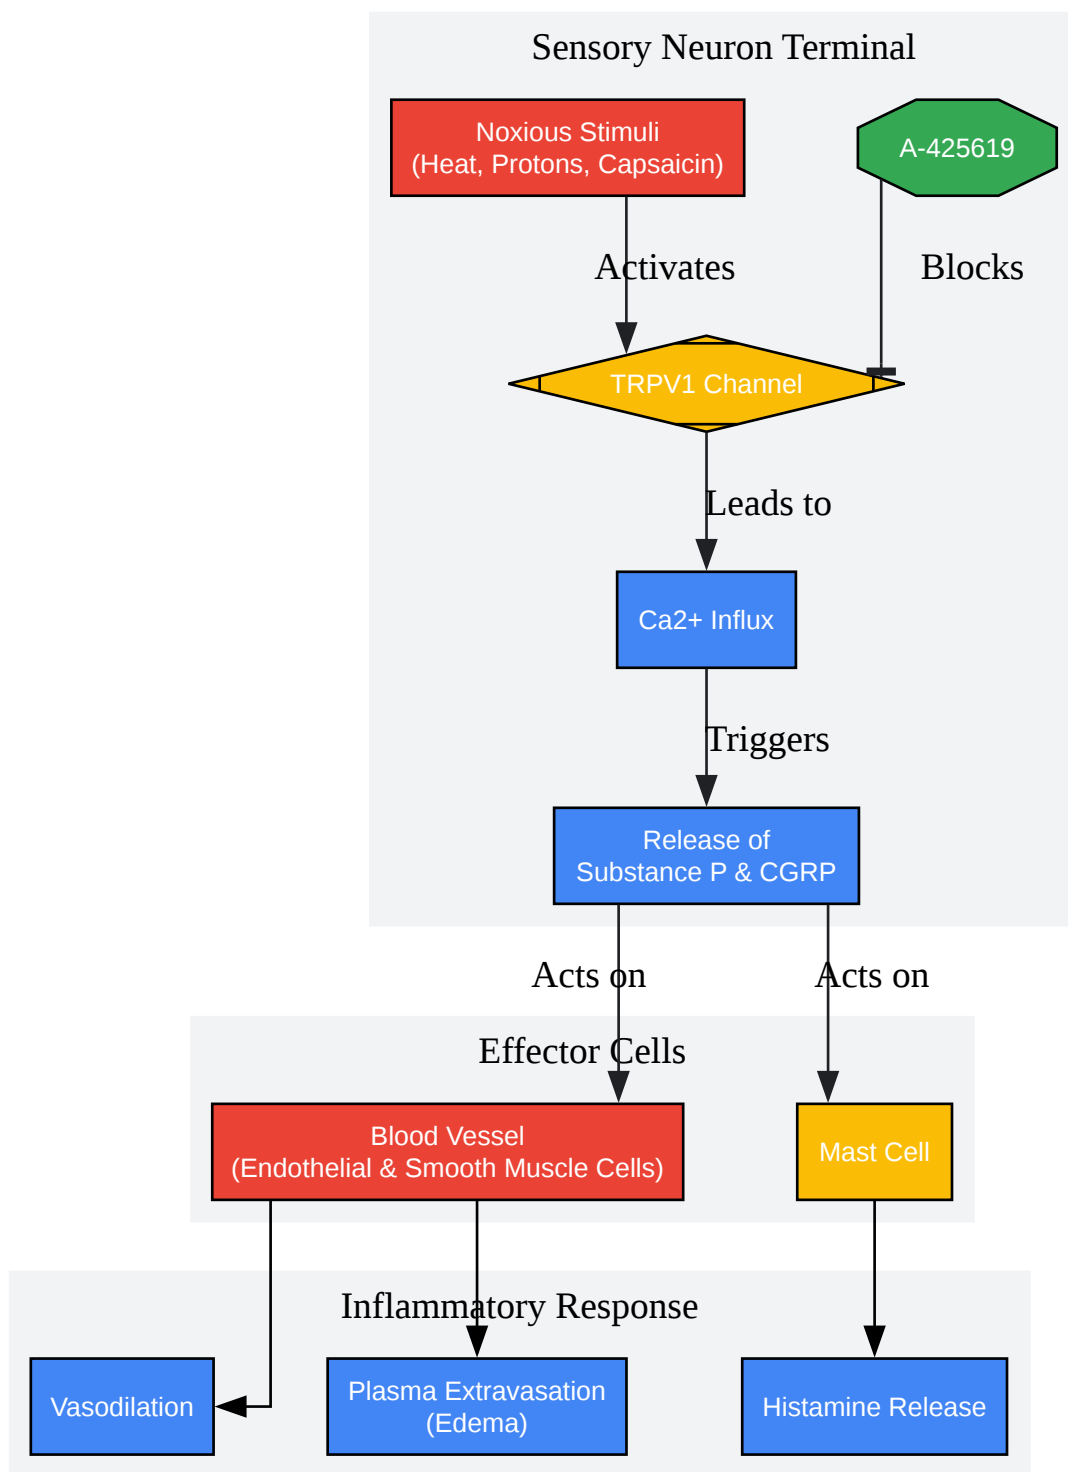 Sensory Neuron Terminal
Noxious Stimuli
(Heat, Protons, Capsaicin)
A-425619
Activates
Blocks
TRPV1 Channel
Leads to
Ca2+ Influx
Triggers
Release of
Substance P & CGRP
Acts on
Acts on
Effector Cells
Blood Vessel
(Endothelial & Smooth Muscle Cells)
Mast Cell
Inflammatory Response
Vasodilation
Plasma Extravasation
(Edema)
Histamine Release